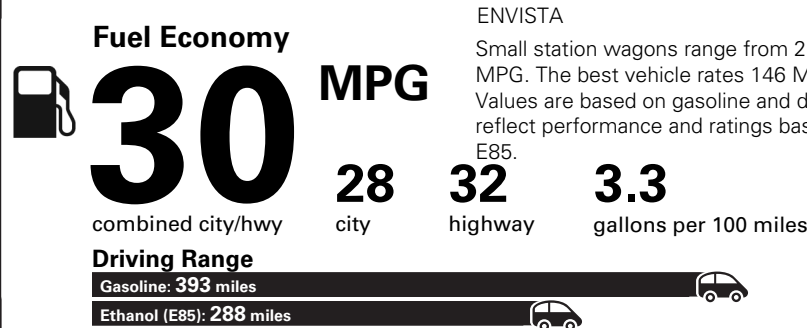 ENVISTA
Fuel Economy
Small station wagons range from 2
MPG. The best vehicle rates 146 M
Values are based on gasoline and d
reflect performance and ratings bas
E85.
30
MPG
28
32
3.3
combined city/hwy
city
highway
gallons per 100 miles
Driving Range
Gasoline: 393 miles
Ethanol (E85): 288 miles